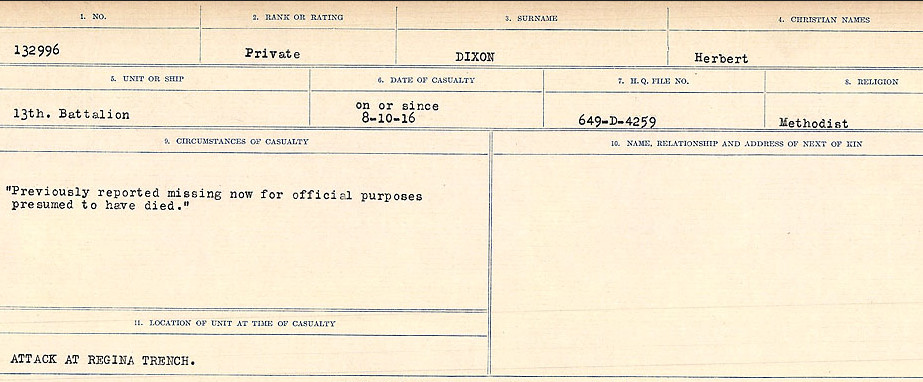 1. NO.
2. RANK OR RATING
3. SURNAME
4. CHRISTIAN NAMES
132996
Private
DIXON
Herbert
5. UNIT OR SHIP
6. DATE OF CASUALTY
7. H.Q. FILE NO.
8. RELIGION
13th. Battalion
on or since
8-10-16
649-D-4259
Methodist
9. CIRCUMSTANCES OF CASUALTY
10. NAME, RELATIONSHIP AND ADDRESS OF NEXT OF KIN
"Previously reported missing now for official purposes
presumed to have died."
11. LOCATION OF UNIT AT TIME OF CASUALTY
ATTACK AT REGINA TRENCH.